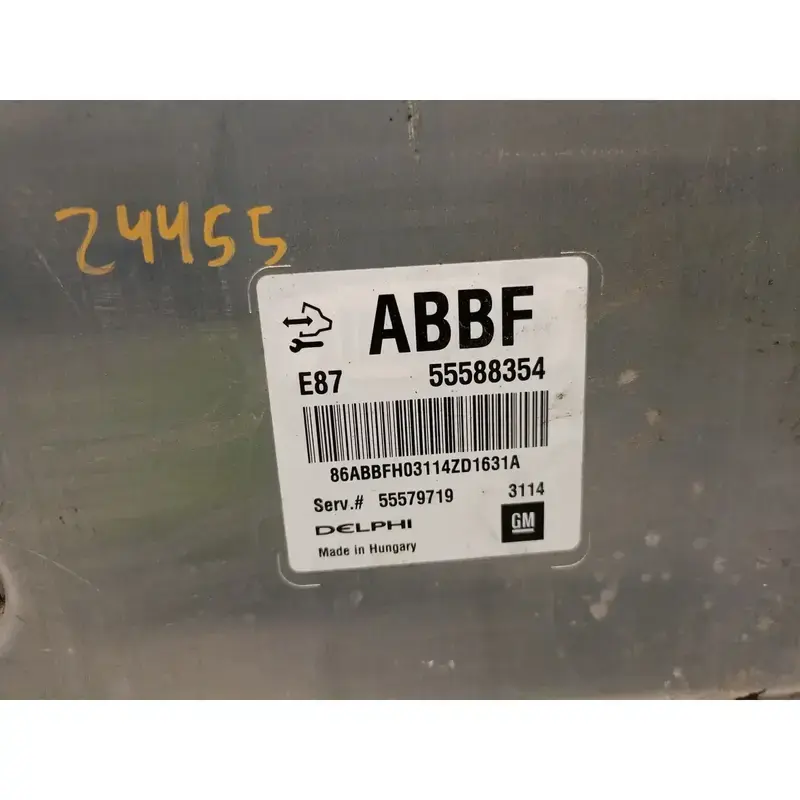 24455
ABBF
E87 55588354
86ABBFH03114ZD1631A
Serv.# 55579719 3114
DELPHI GM
Made in Hungary